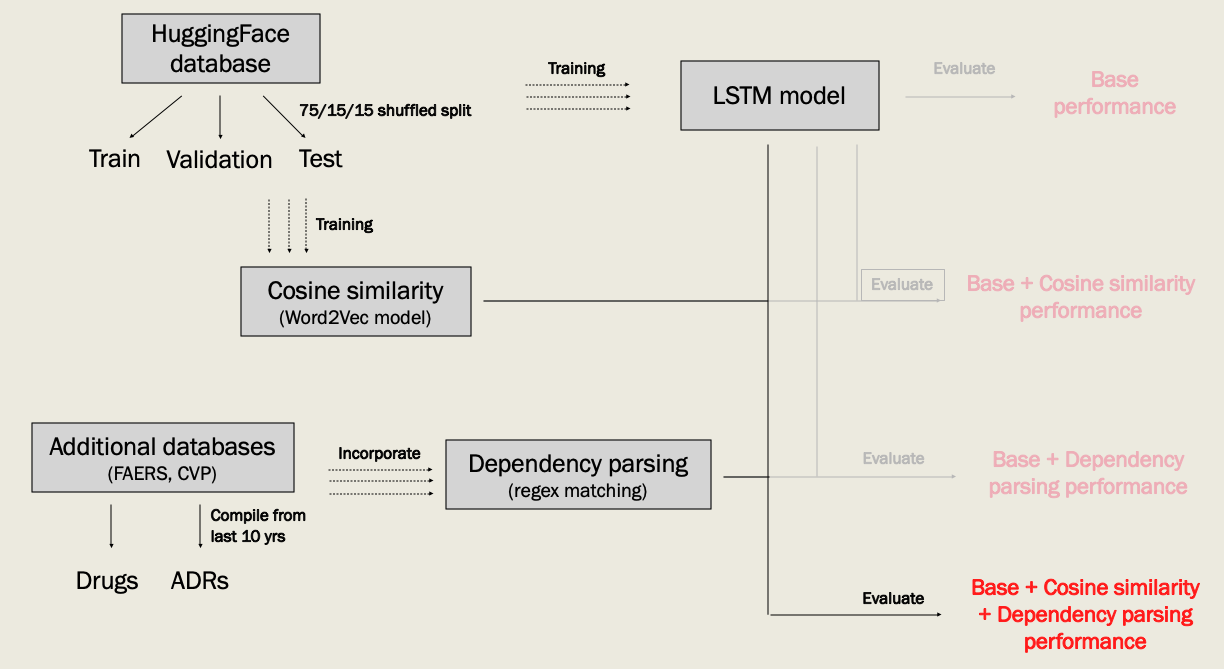 HuggingFace
database
75/15/15 shuffled split
Train
Validation
Test
Training
LSTM model
Evaluate
Base
performance
Training
Cosine similarity
(Word2Vec model)
Evaluate
Base + Cosine similarity
performance
Additional databases
(FAERS, CVP)
Incorporate
Dependency parsing
(regex matching)
Evaluate
Base + Dependency
parsing performance
Compile from
last 10 yrs
Drugs
ADRs
Evaluate
Base + Cosine similarity
+ Dependency parsing
performance